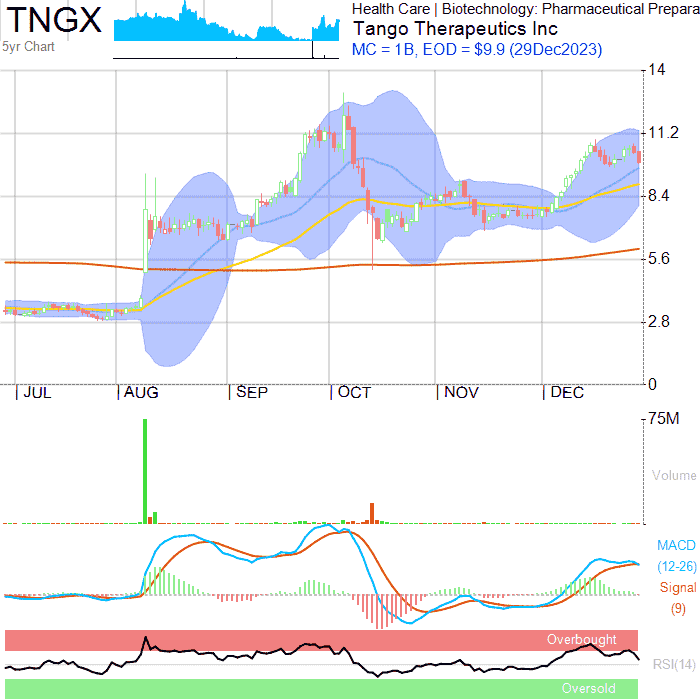 TNGX
5yr Chart
Health Care | Biotechnology: Pharmaceutical Prepara
Tango Therapeutics Inc
MC = 1B, EOD = $9.9 (29Dec2023)
14
11.2
8.4
5.6
2.8
0
JUL
AUG
SEP
OCT
NOV
DEC
75M
Volume
MACD
(12-26)
Signal
(9)
Overbought
RSI(14)
Oversold